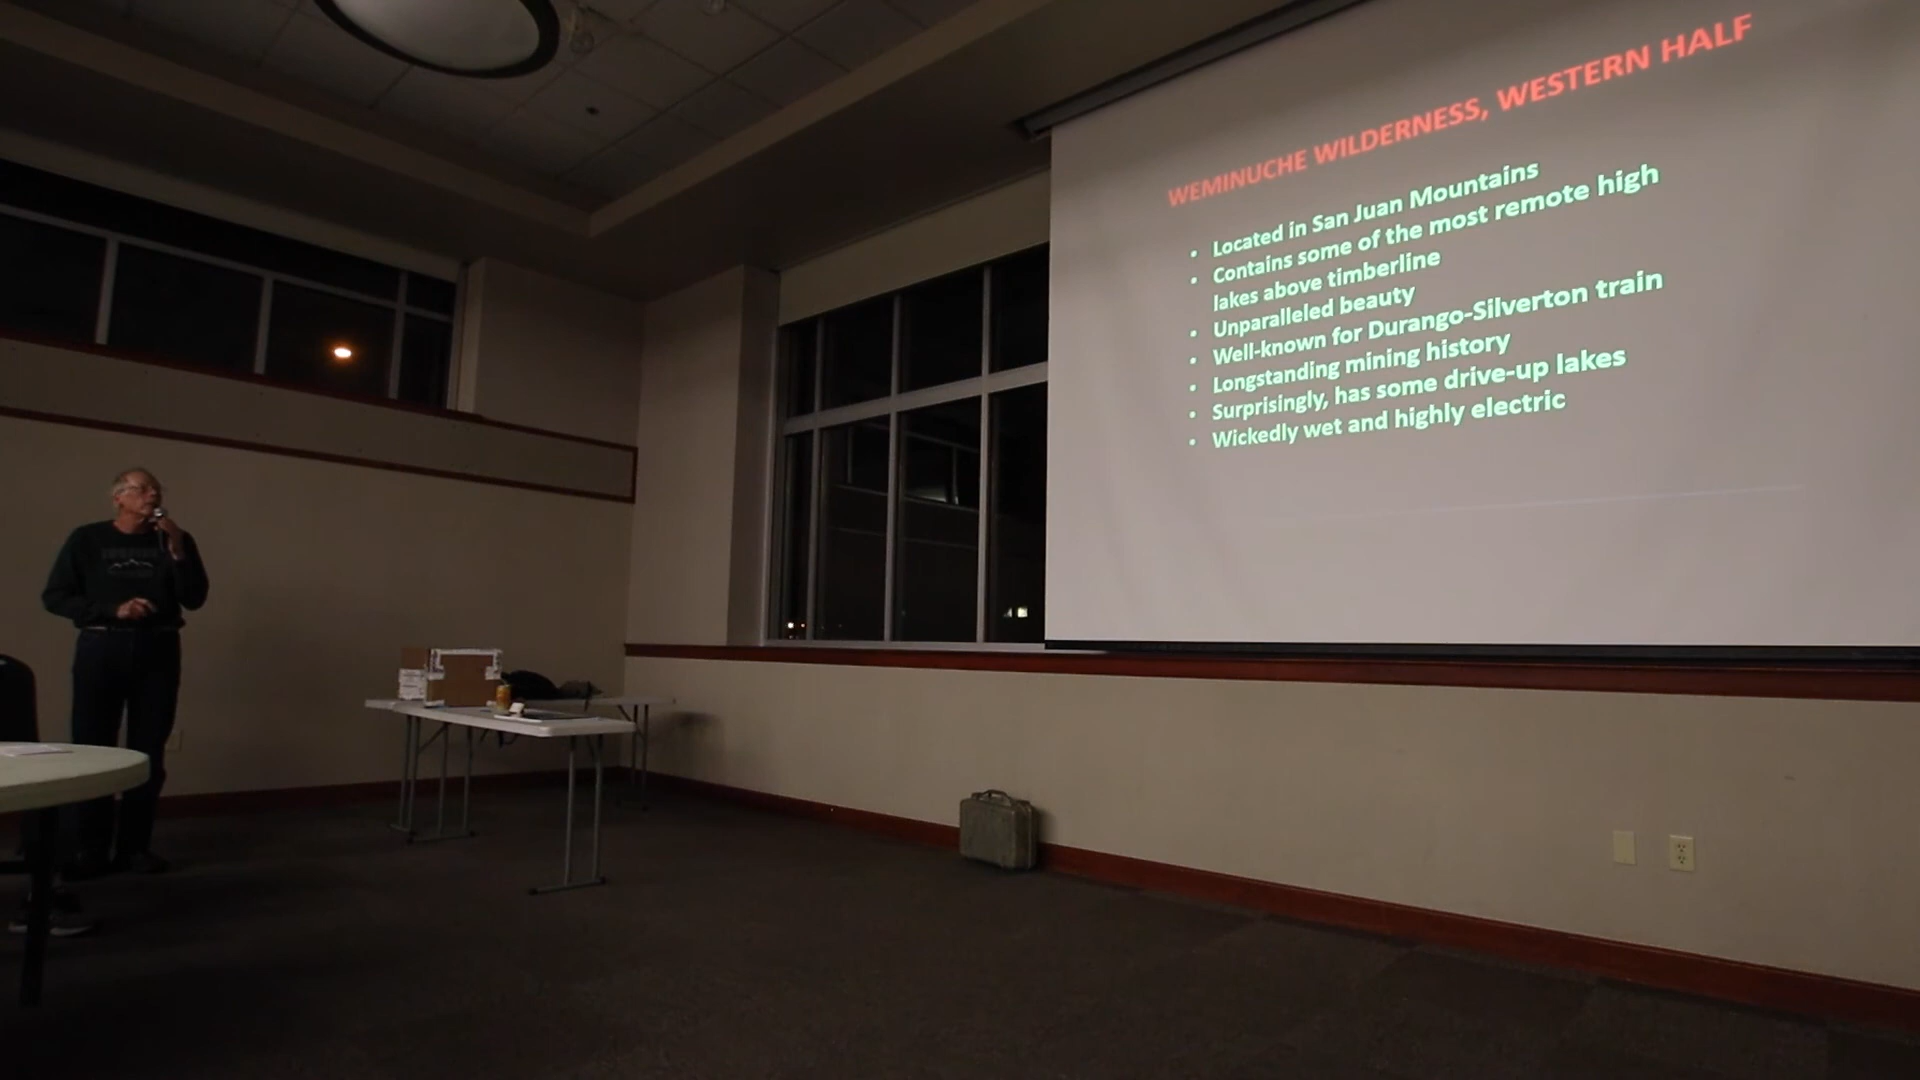 WEMINUCHE WILDERNESS, WESTERN HALF
• Located in San Juan Mountains
• Contains some of the most remote high
lakes above timberline
• Unparalleled beauty
• Well-known for Durango-Silverton train
• Longstanding mining history
• Surprisingly, has some drive-up lakes
• Wickedly wet and highly electric